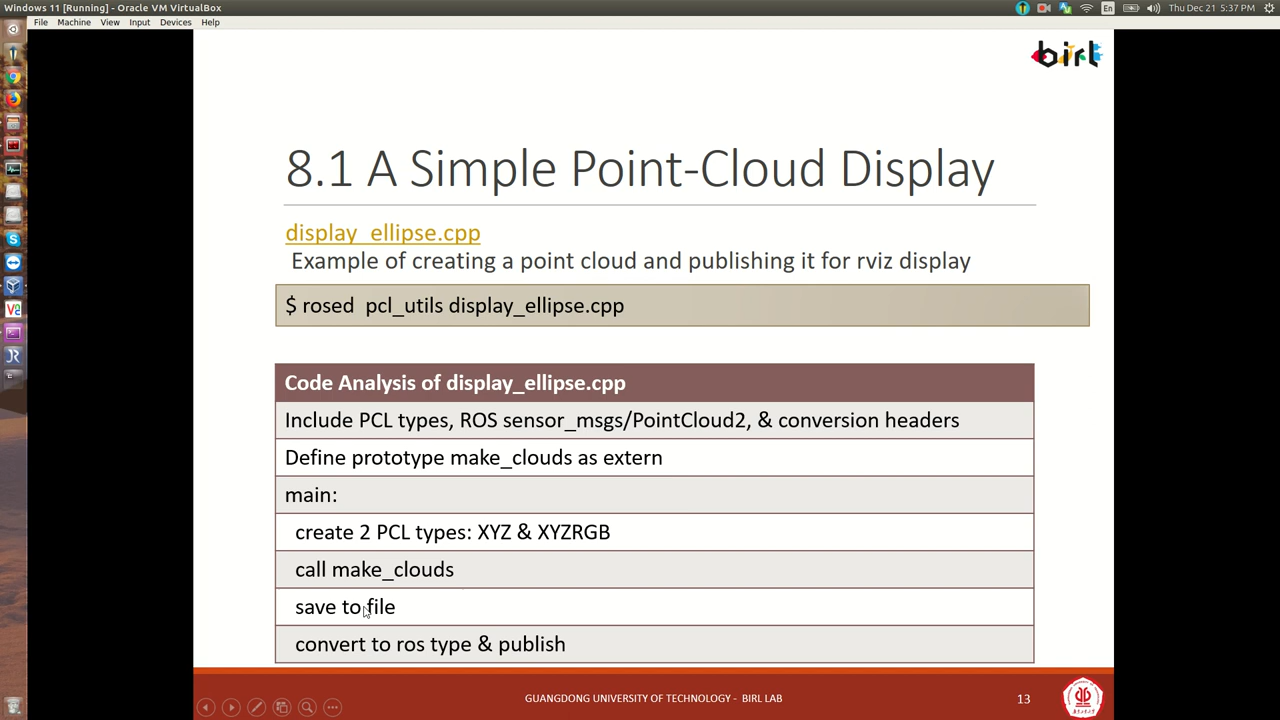 Windows 11 [Running] - Oracle VM VirtualBox
En
Thu Dec 21 5:37 PM
File Machine View Input Devices Help
birl
8.1 A Simple Point-Cloud Display
display_ellipse.cpp
Example of creating a point cloud and publishing it for rviz display
$ rosed pcl_utils display_ellipse.cpp
Code Analysis of display_ellipse.cpp
Include PCL types, ROS sensor_msgs/PointCloud2, & conversion headers
Define prototype make_clouds as extern
main:
create 2 PCL types: XYZ & XYZRGB
call make_clouds
save to file
convert to ros type & publish
GUANGDONG UNIVERSITY OF TECHNOLOGY - BIRL LAB
13